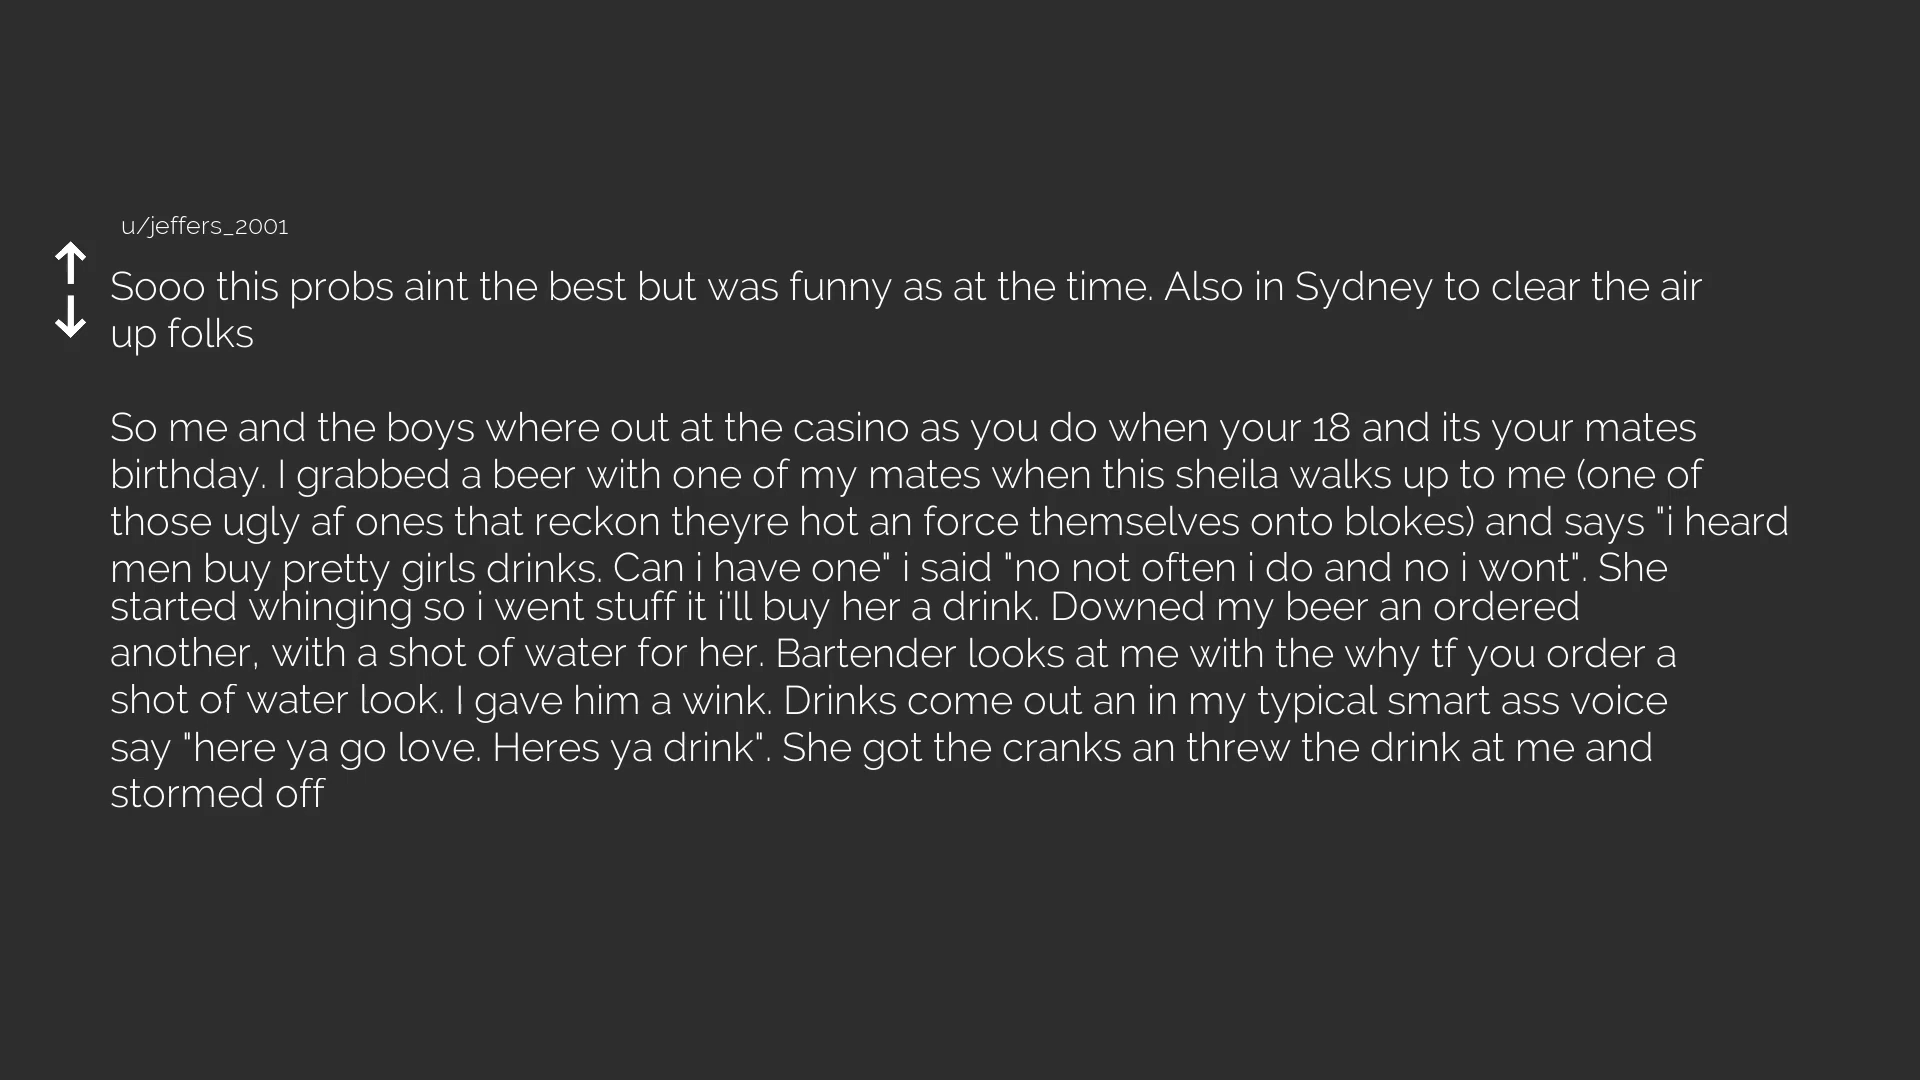 u/jeffers_2001
Sooo this probs aint the best but was funny as at the time. Also in Sydney to clear the air
up folks
So me and the boys where out at the casino as you do when your 18 and its your mates
birthday. I grabbed a beer with one of my mates when this sheila walks up to me (one of
those ugly af ones that reckon theyre hot an force themselves onto blokes) and says "i heard
men buy pretty girls drinks. Can i have one" i said "no not often i do and no i wont". She
started whinging so i went stuff it i'll buy her a drink. Downed my beer an ordered
another, with a shot of water for her. Bartender looks at me with the why tf you order a
shot of water look. I gave him a wink. Drinks come out an in my typical smart ass voice
say "here ya go love. Heres ya drink". She got the cranks an threw the drink at me and
stormed off